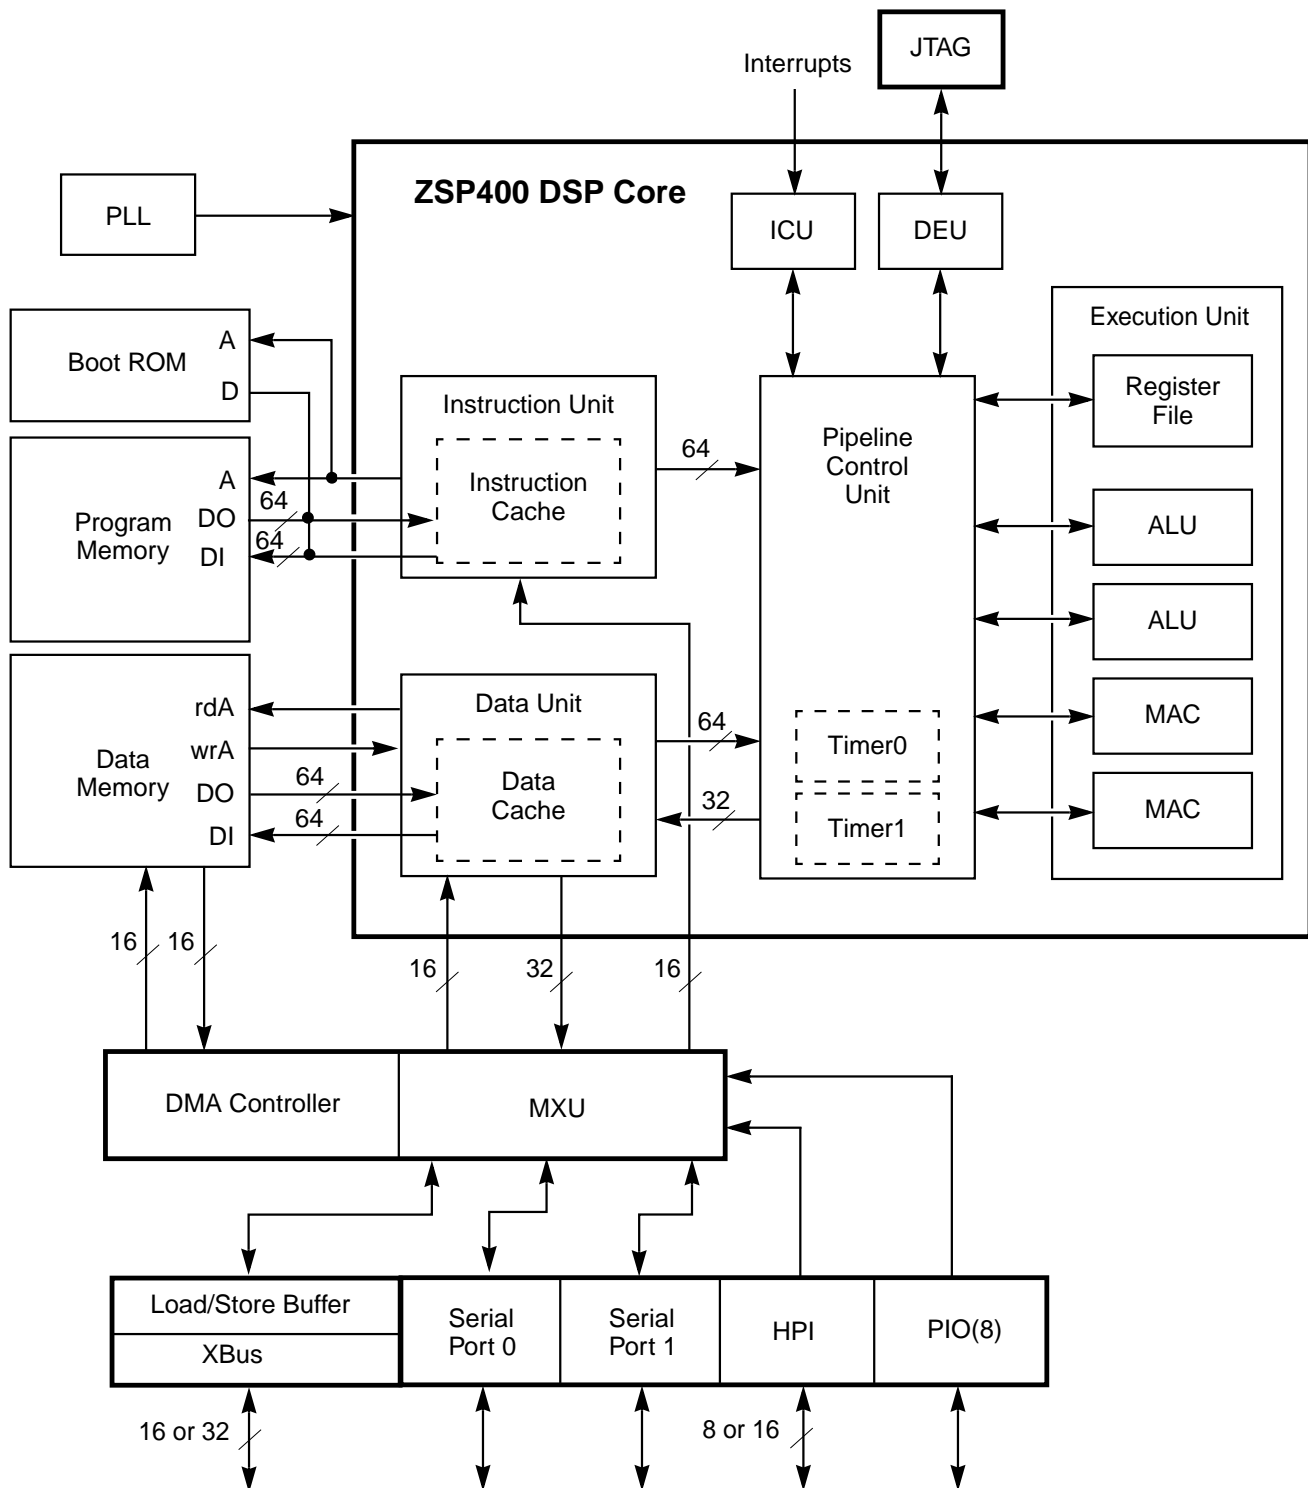 JTAG
Interrupts
ZSP400 DSP Core
PLL
ICU
DEU
Execution Unit
Boot ROM
A
D
Instruction Unit
Register
File
Pipeline
Control
Unit
64
Instruction
Cache
Program
Memory
A
DO
64
DI
64
ALU
ALU
Data
Memory
rdA
wrA
DO
64
DI
64
Data Unit
Data
Cache
64
32
Timer0
Timer1
MAC
MAC
16
16
16
32
16
DMA Controller
MXU
Load/Store Buffer
XBus
Serial
Port 0
Serial
Port 1
HPI
PIO(8)
16 or 32
8 or 16